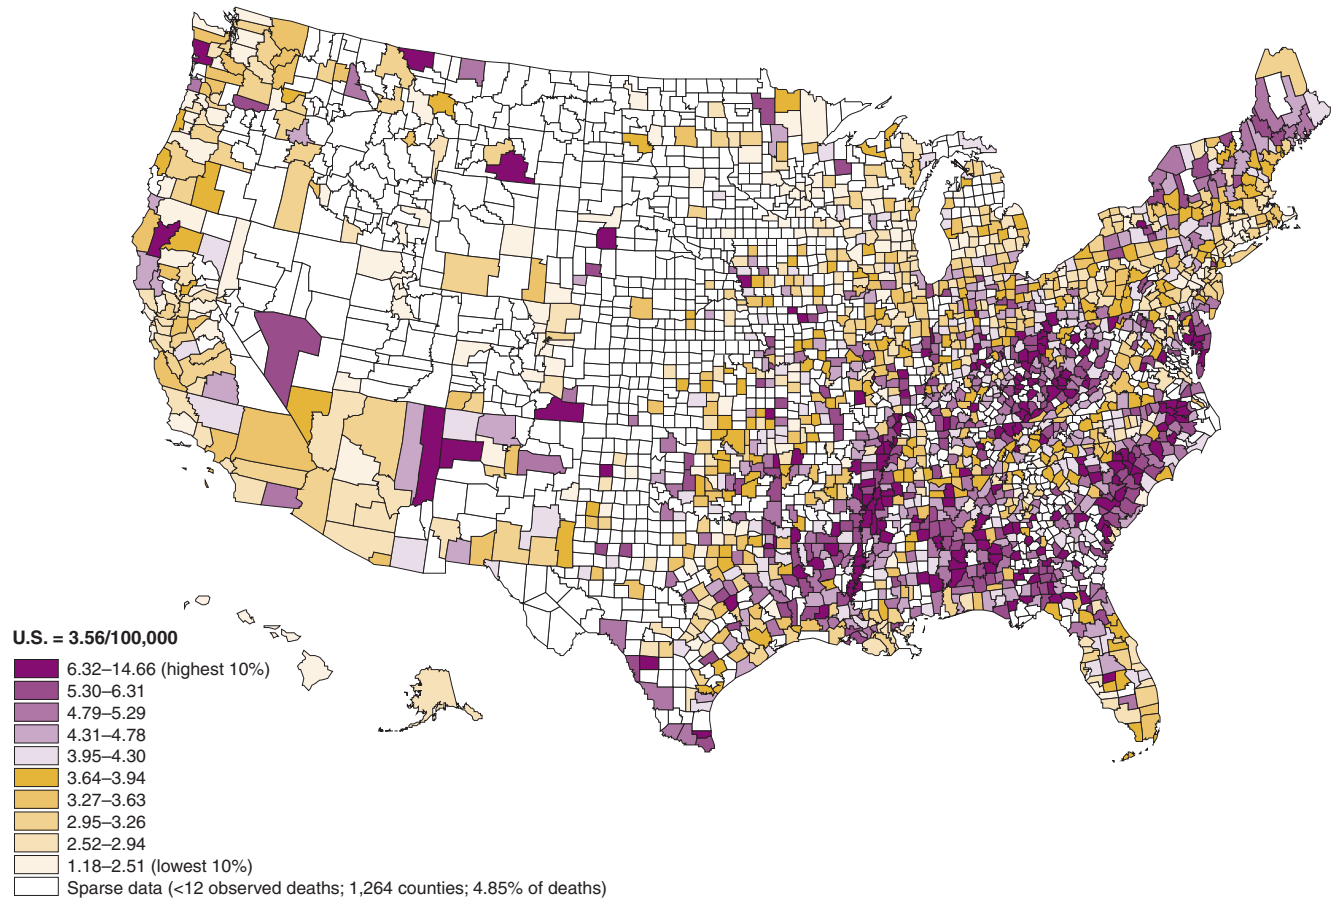 U.S. = 3.56/100,000
6.32–14.66 (highest 10%)
5.30–6.31
4.79–5.29
4.31–4.78
3.95–4.30
3.64–3.94
3.27–3.63
2.95–3.26
2.52–2.94
1.18–2.51 (lowest 10%)
Sparse data (<12 observed deaths; 1,264 counties; 4.85% of deaths)